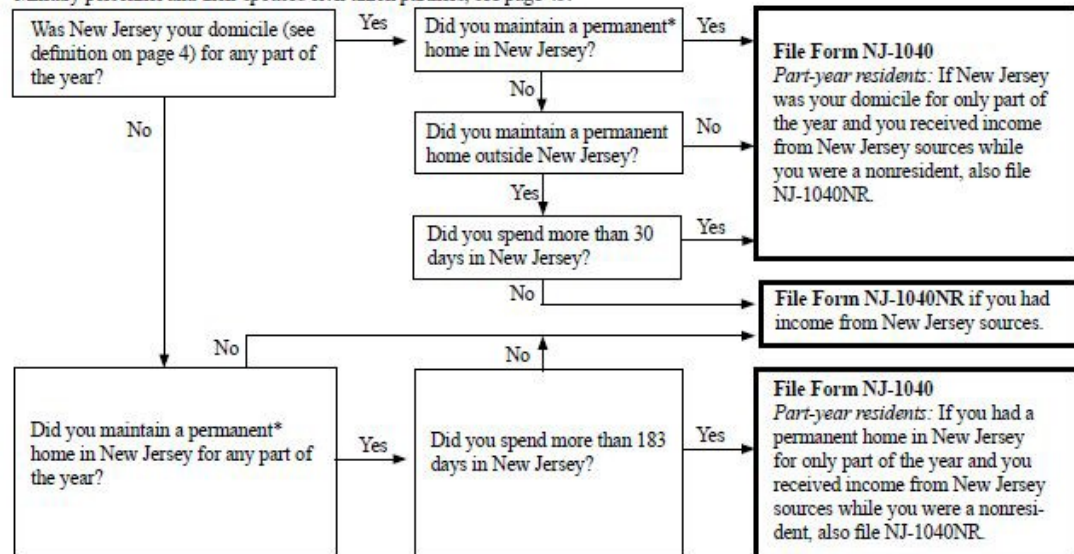 Was New Jersey your domicile (see
definition on page 4) for any part of
the year?
Yes
Did you maintain a permanent*
home in New Jersey?
Yes
File Form NJ-1040
Part-year residents: If New Jersey
was your domicile for only part of
the year and you received income
from New Jersey sources while
you were a nonresident, also file
NJ-1040NR.
No
No
Did you maintain a permanent
home outside New Jersey?
No
Yes
Did you spend more than 30
days in New Jersey?
Yes
No
File Form NJ-1040NR if you had
income from New Jersey sources.
No
No
Did you maintain a permanent*
home in New Jersey for any part of
the year?
Yes
Did you spend more than 183
days in New Jersey?
Yes
File Form NJ-1040
Part-year residents: If you had a
permanent home in New Jersey
for only part of the year and you
received income from New Jersey
sources while you were a nonresi-
dent, also file NJ-1040NR.